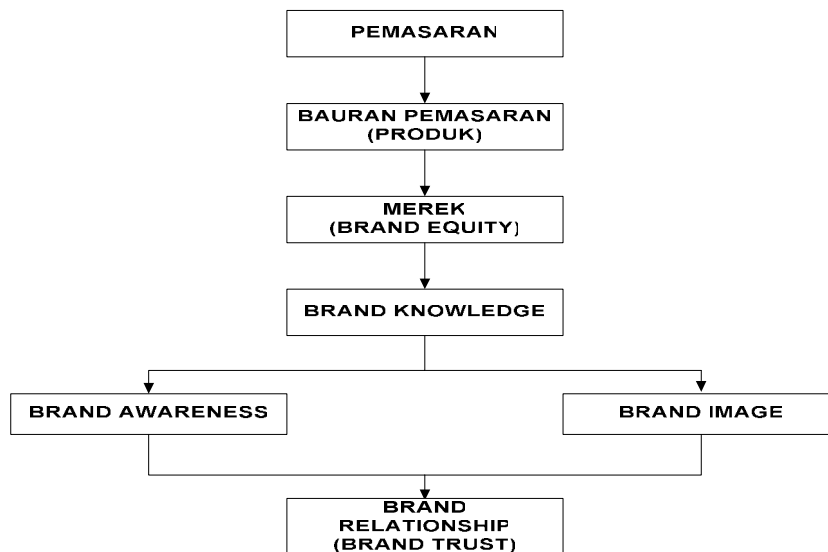 PEMASARAN
BAURAN PEMASARAN
(PRODUK)
MEREK
(BRAND EQUITY)
BRAND KNOWLEDGE
BRAND AWARENESS
BRAND IMAGE
BRAND
RELATIONSHIP
(BRAND TRUST)